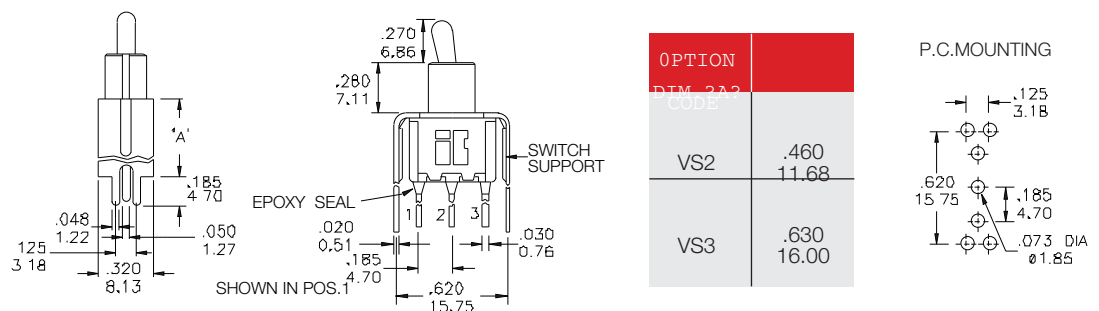 'A'
.185
4.70
.048
1.22
.050
1.27
125
3.18
.320
8.13
.270
6.86
.280
7.11
SWITCH
SUPPORT
EPOXY SEAL
1 2 3
.020
0.51
.030
0.76
.185
4.70
SHOWN IN POS.1
.620
15.75
0PTION
DIM.?A?
CODE
VS2 .460
11.68
VS3 .630
16.00
P.C.MOUNTING
.125
3.18
.620
15.75
.185
4.70
.073 DIA
ø1.85